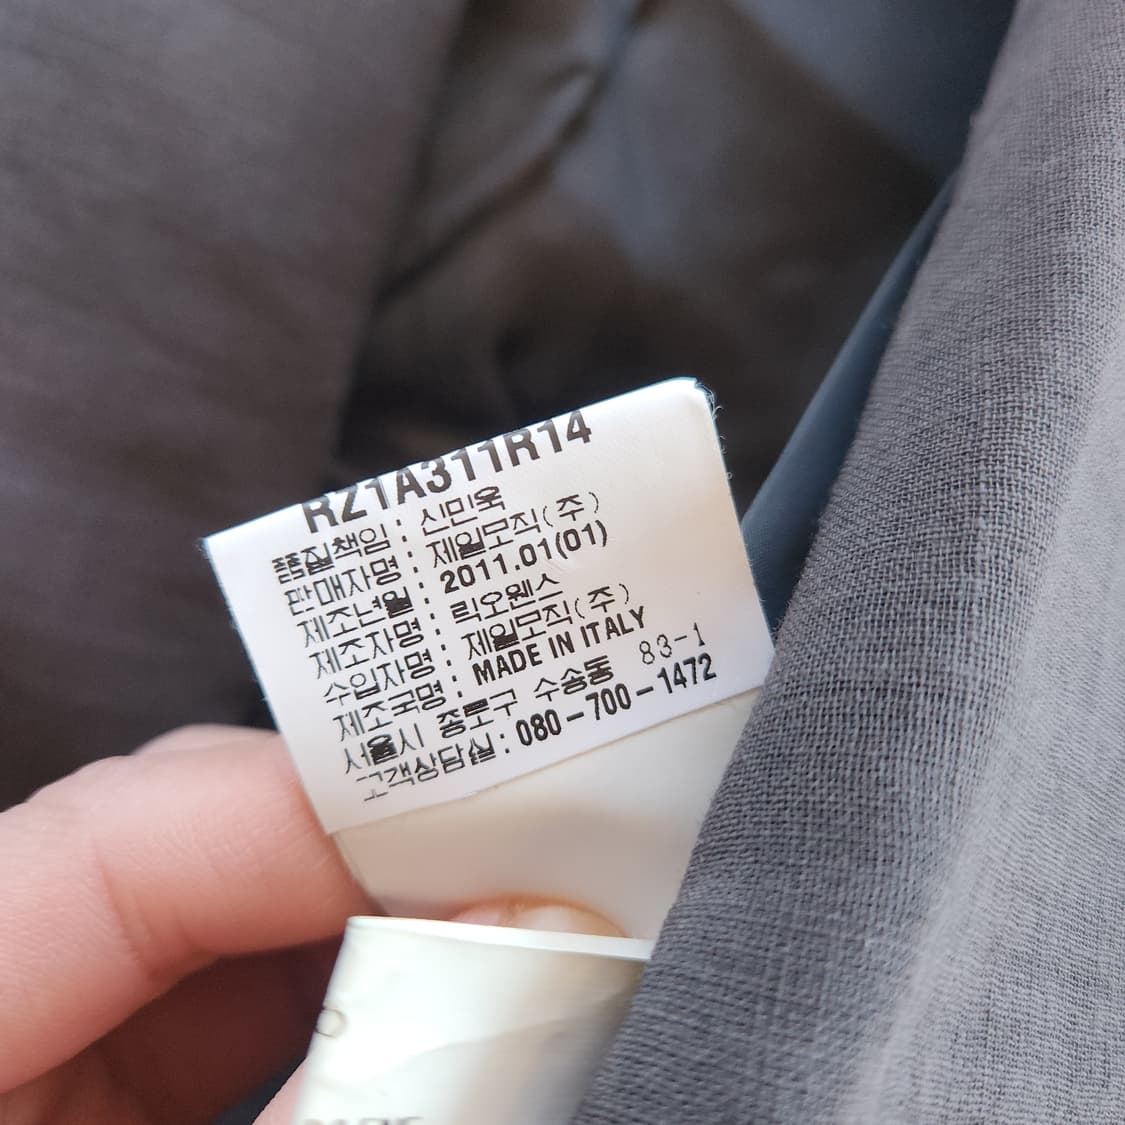 RZ1A311R14
품질책임 : 신민욱
판매자명 : 제일모직(주)
제조년월 : 2011.01(01)
제조자명 : 릭오웬스
수입자명 : 제일모직(주)
제조국명 : MADE IN ITALY
서울시 종로구 수송동 83-1
고객상담실 : 080-700-1472